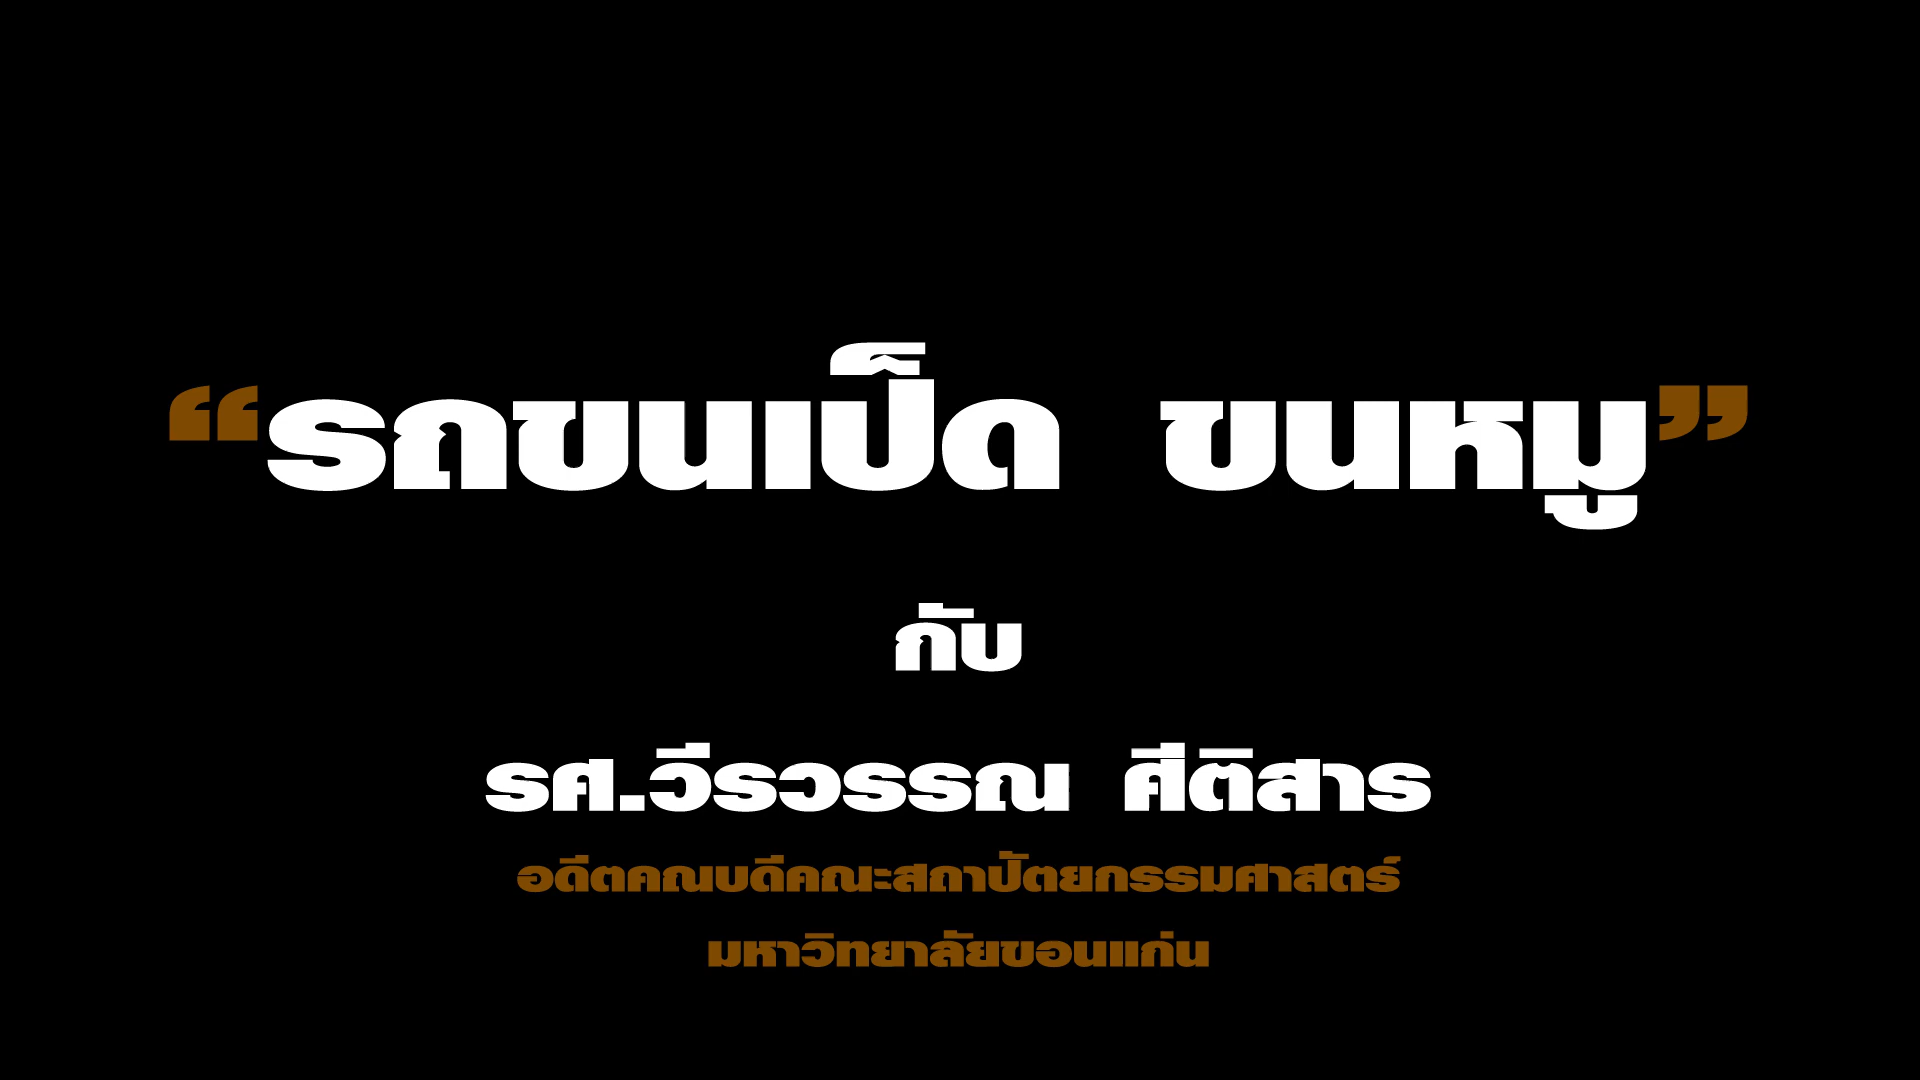 “รถขนเป็ด ขนหมู”
กับ
รศ.วีรวรรณ ศีติสาร
อดีตคณบดีคณะสถาปัตยกรรมศาสตร์
มหาวิทยาลัยขอนแก่น